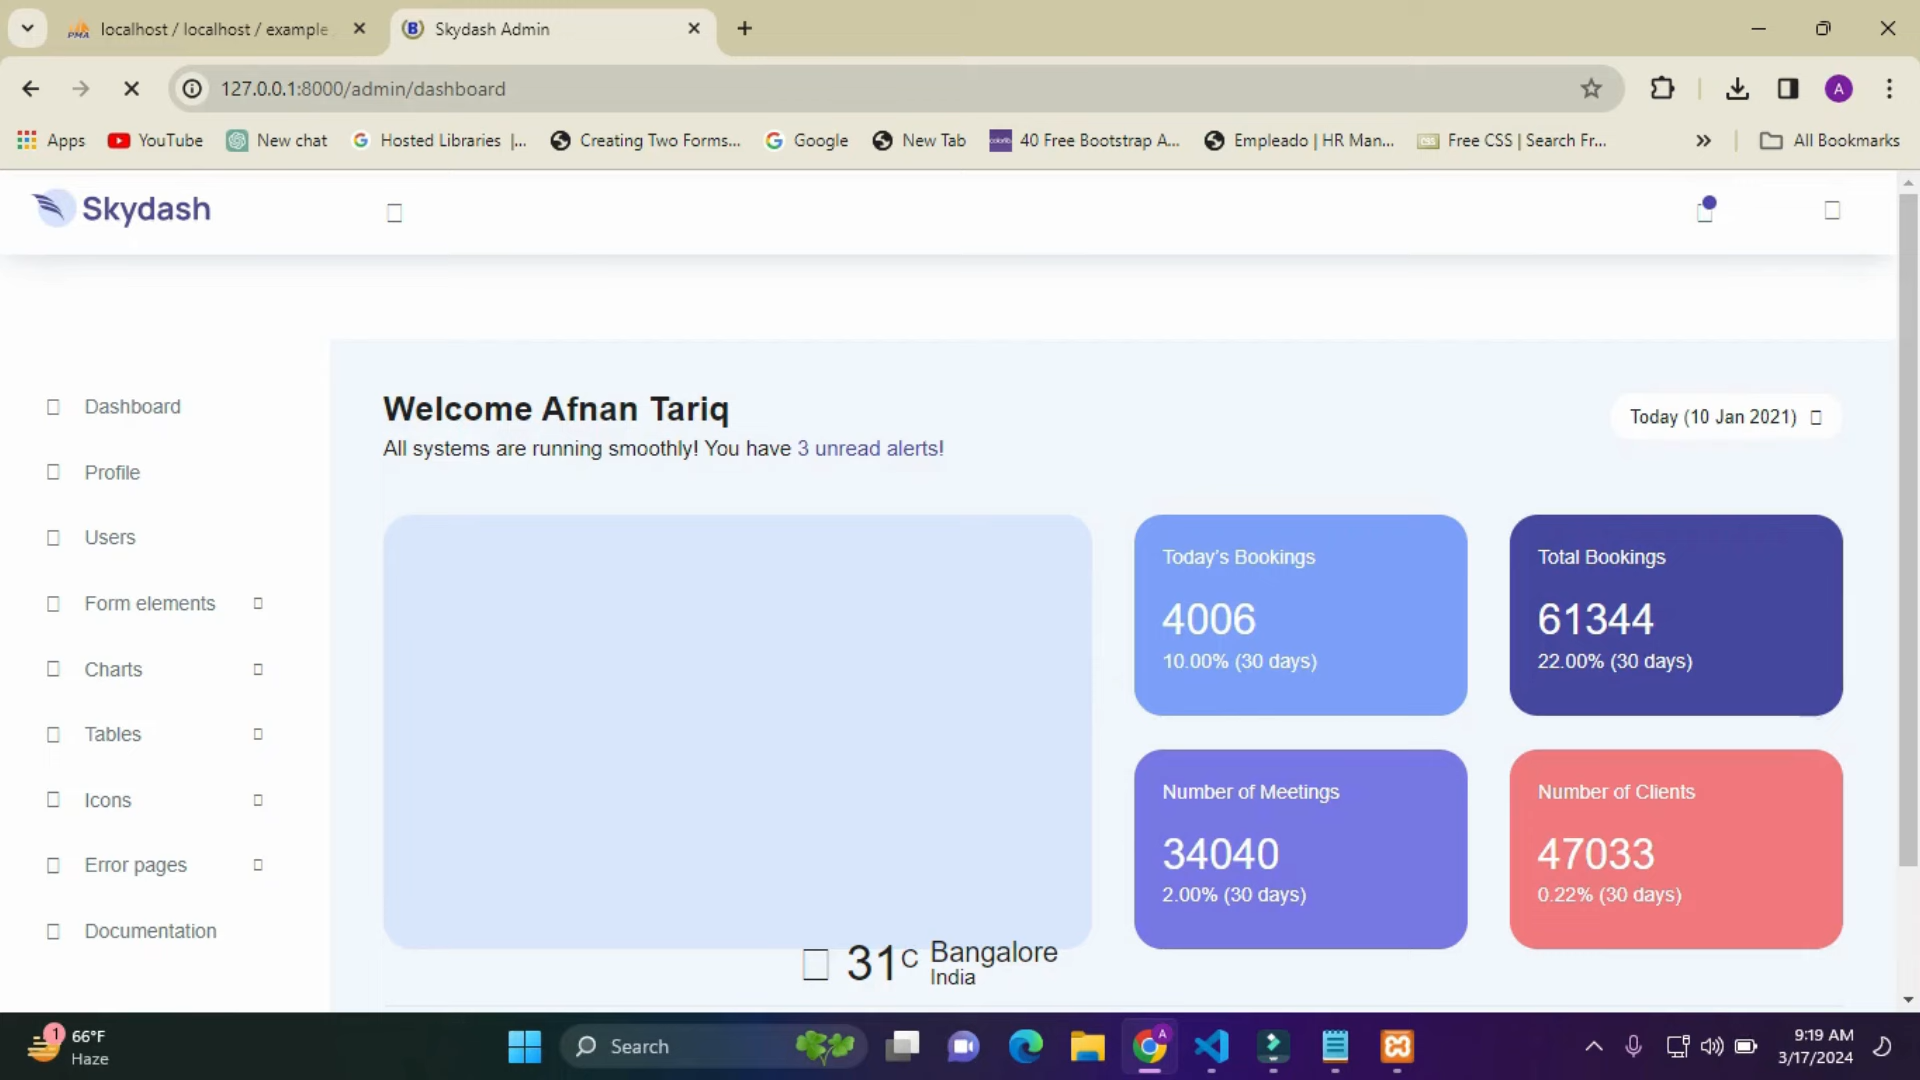 localhost / localhost / example
Skydash Admin
127.0.0.1:8000/admin/dashboard
A
Apps
YouTube
New chat
Hosted Libraries |...
Creating Two Forms...
Google
New Tab
40 Free Bootstrap A...
Empleado | HR Man...
Free CSS | Search Fr...
All Bookmarks
Skydash
Dashboard
Profile
Users
Form elements
Charts
Tables
Icons
Error pages
Documentation
Welcome Afnan Tariq
All systems are running smoothly! You have 3 unread alerts!
Today (10 Jan 2021)
Today's Bookings
4006
10.00% (30 days)
Total Bookings
61344
22.00% (30 days)
Number of Meetings
34040
2.00% (30 days)
Number of Clients
47033
0.22% (30 days)
31C
Bangalore
India
1
66°F
Haze
Search
A
9:19 AM
3/17/2024